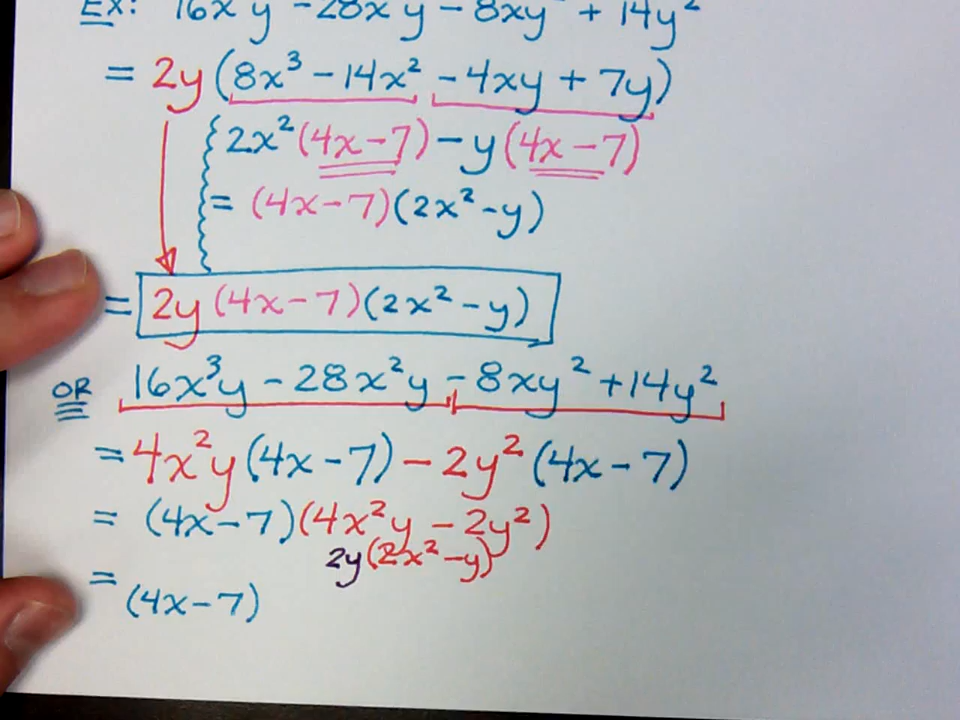 EX: 16x y - 28x y - 8xy + 14y²
= 2y (8x³ - 14x² - 4xy + 7y)
2x² (4x - 7) - y (4x - 7)
= (4x - 7)(2x² - y)
= 2y (4x - 7)(2x² - y)
OR 16x³y - 28x²y - 8xy² + 14y²
= 4x²y (4x - 7) - 2y² (4x - 7)
= (4x - 7)(4x²y - 2y²)
2y(2x² - y)
= (4x - 7)